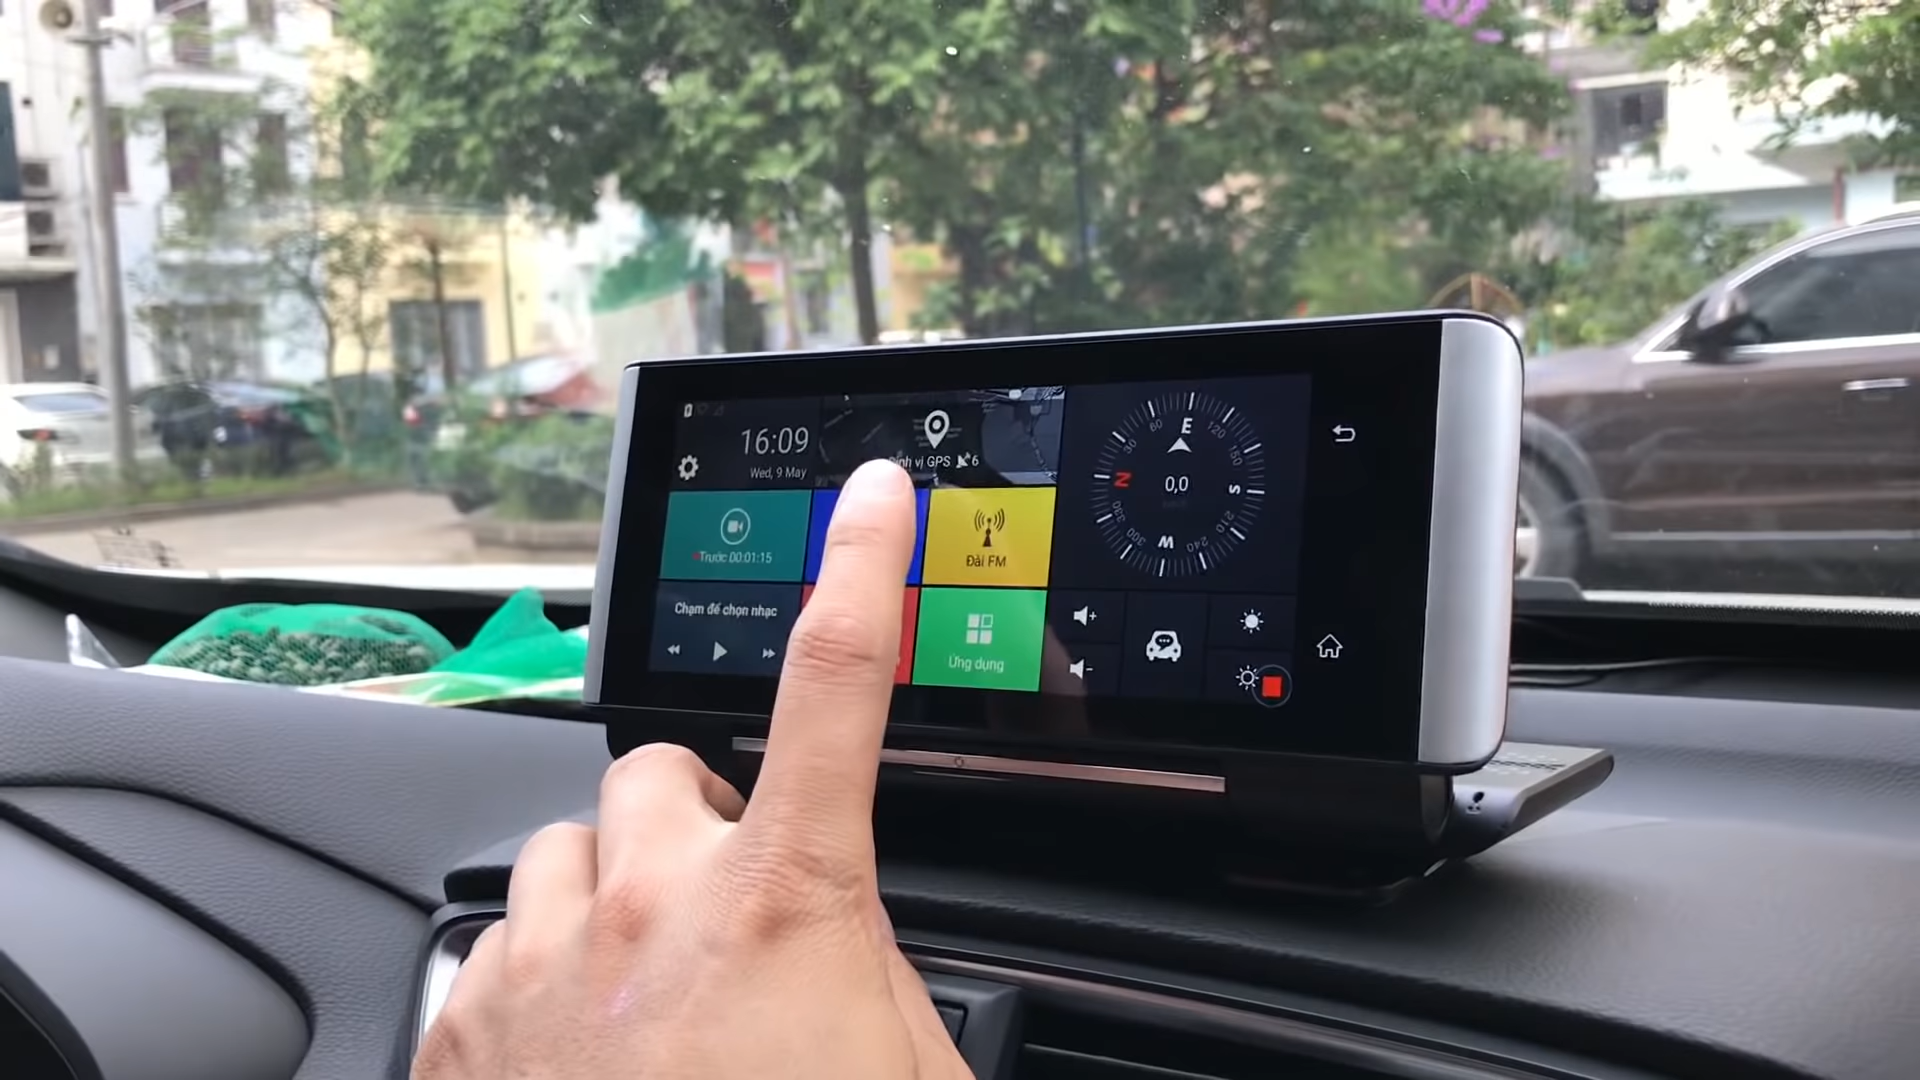 16:09
Wed, 9 May
Định vị GPS 6
Trước 00:01:15
Đài FM
Chạm để chọn nhạc
Ứng dụng
E
120
150
S
210
240
W
300
330
N
30
60
0,0